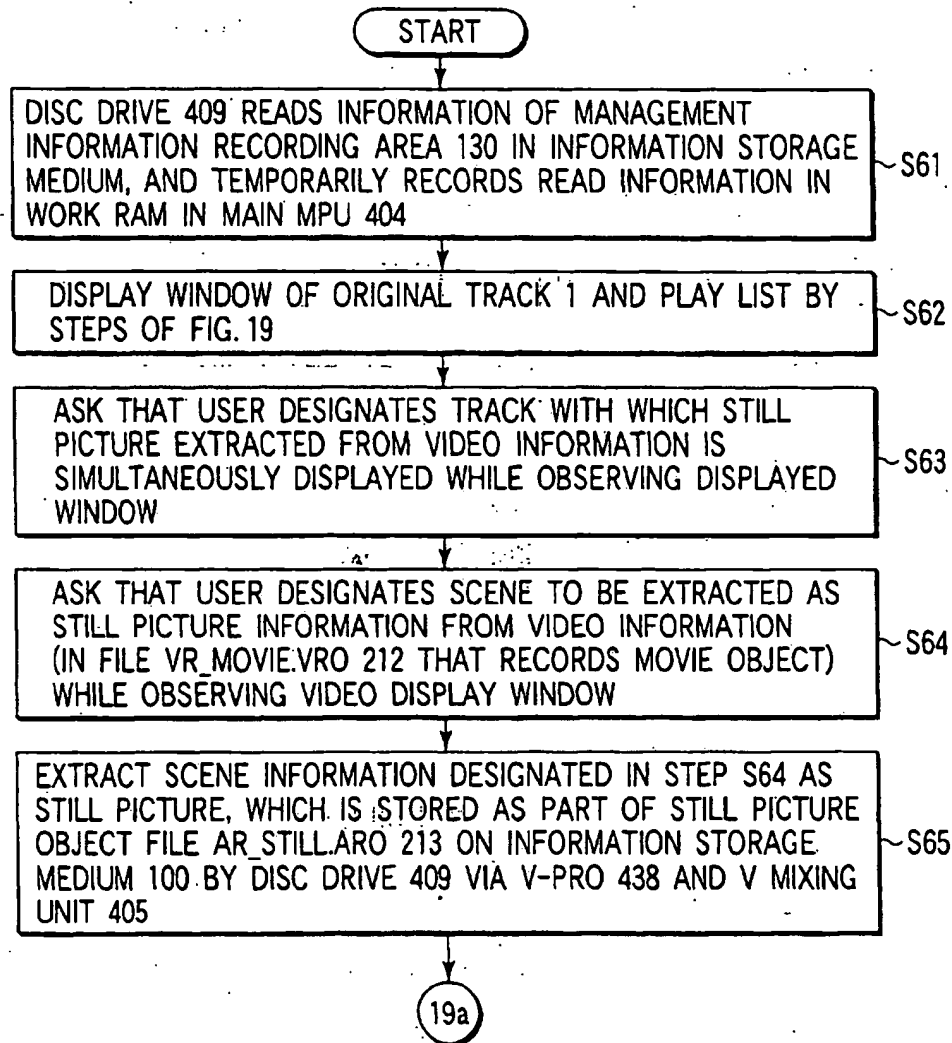 START
DISC DRIVE 409 READS INFORMATION OF MANAGEMENT
INFORMATION RECORDING AREA 130 IN INFORMATION STORAGE
MEDIUM, AND TEMPORARILY RECORDS READ INFORMATION IN
WORK RAM IN MAIN MPU 404
S61
DISPLAY WINDOW OF ORIGINAL TRACK 1 AND PLAY LIST BY
STEPS OF FIG. 19
S62
ASK THAT USER DESIGNATES TRACK WITH WHICH STILL
PICTURE EXTRACTED FROM VIDEO INFORMATION IS
SIMULTANEOUSLY DISPLAYED WHILE OBSERVING DISPLAYED
WINDOW
S63
ASK THAT USER DESIGNATES SCENE TO BE EXTRACTED AS
STILL PICTURE INFORMATION FROM VIDEO INFORMATION
(IN FILE VR_MOVIE.VRO 212 THAT RECORDS MOVIE OBJECT)
WHILE OBSERVING VIDEO DISPLAY WINDOW
S64
EXTRACT SCENE INFORMATION DESIGNATED IN STEP S64 AS
STILL PICTURE, WHICH IS STORED AS PART OF STILL PICTURE
OBJECT FILE AR_STILL.ARO 213 ON INFORMATION STORAGE
MEDIUM 100 BY DISC DRIVE 409 VIA V-PRO 438 AND V MIXING
UNIT 405
S65
19a